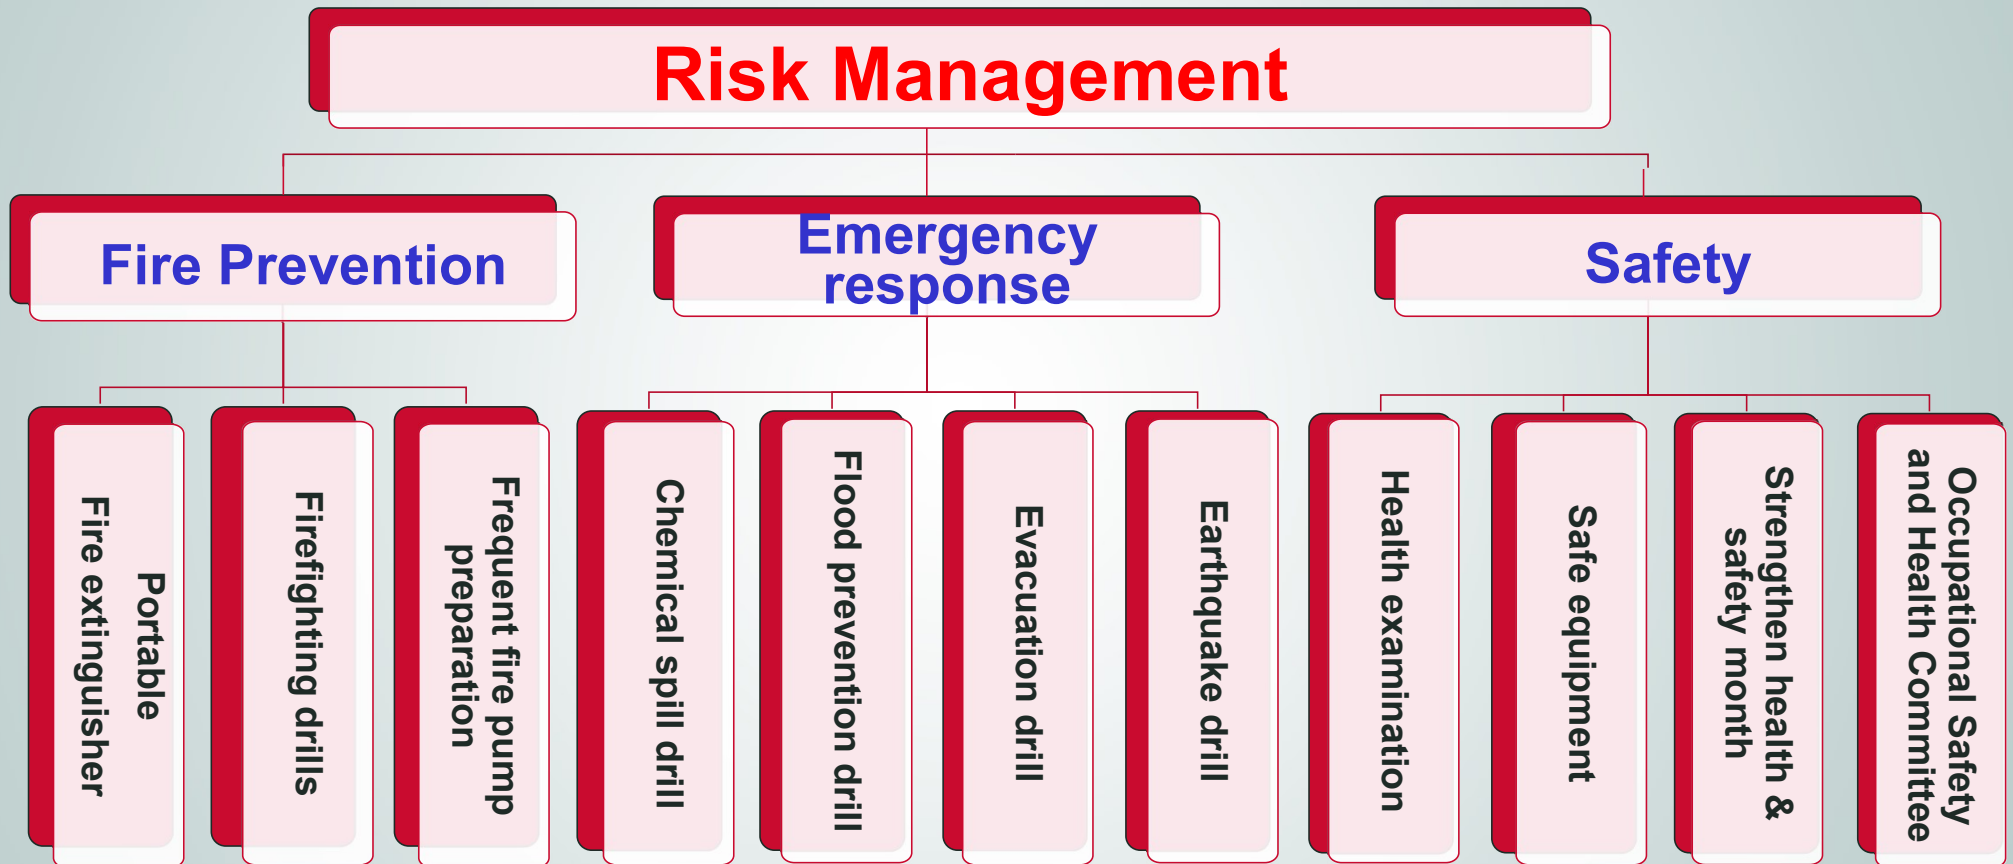 Risk Management
Fire Prevention
Emergency
response
Safety
Portable
Fire extinguisher
Firefighting drills
Frequent fire pump
preparation
Chemical spill drill
Flood prevention drill
Evacuation drill
Earthquake drill
Health examination
Safe equipment
Strengthen health &
safety month
Occupational Safety
and Health Committee